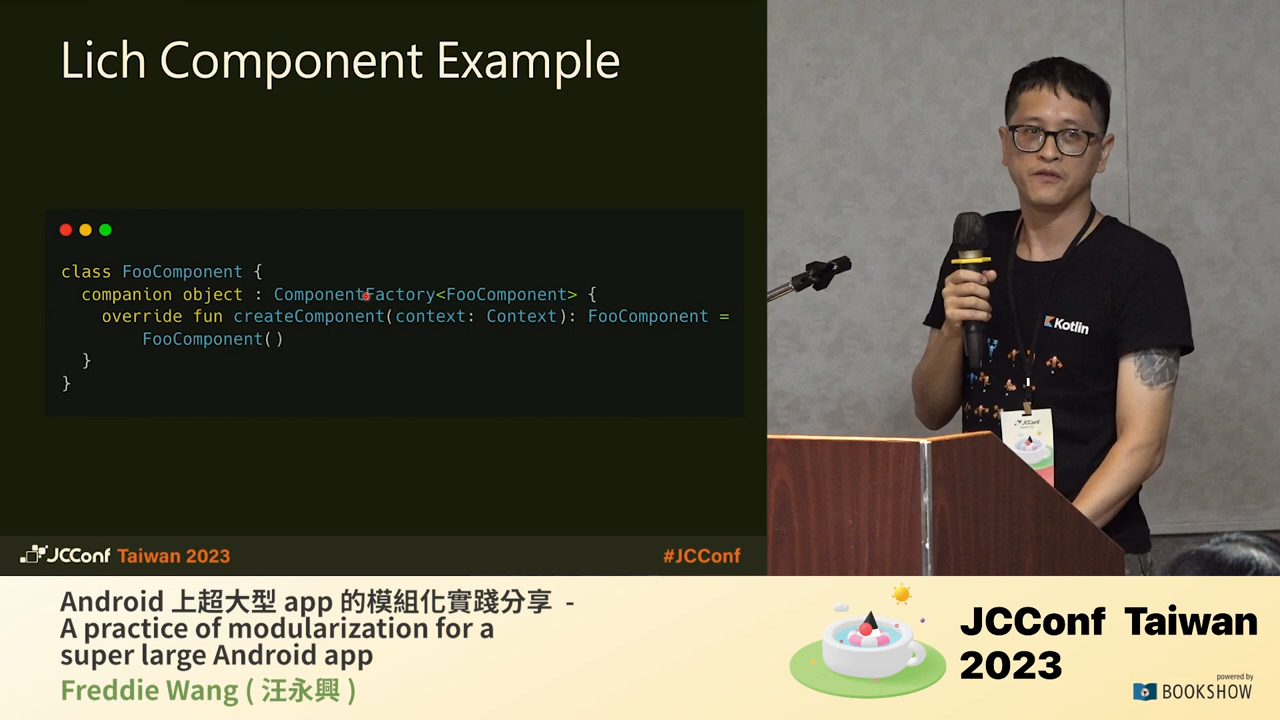 Lich Component Example
class FooComponent {
companion object : ComponentFactory<FooComponent> {
override fun createComponent(context: Context): FooComponent =
FooComponent()
}
}
JCConf Taiwan 2023
#JCConf
Kotlin
JCConf
Android 上超大型 app 的模組化實踐分享 -
A practice of modularization for a
super large Android app
Freddie Wang ( 汪永興 )
JCConf Taiwan
2023
powered by
BOOKSHOW